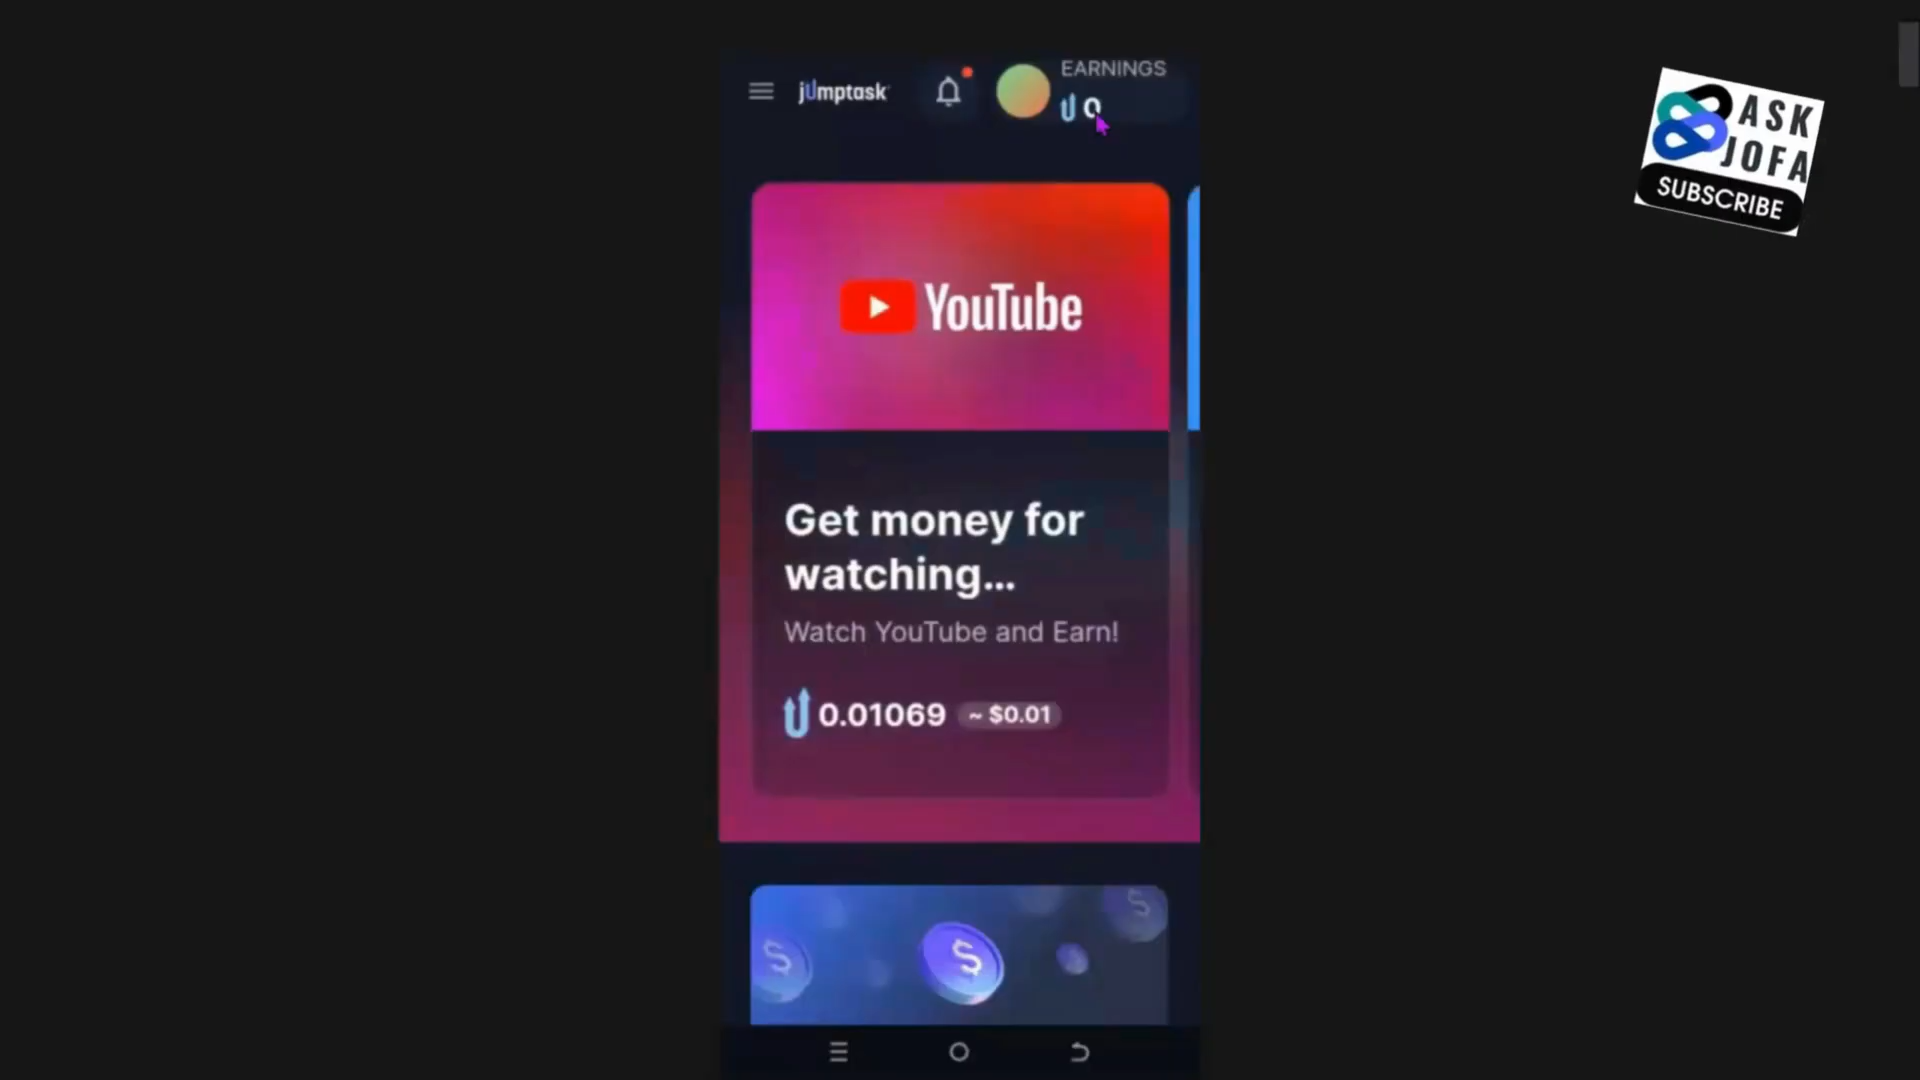 jumptask
EARNINGS
0
YouTube
Get money for
watching...
Watch YouTube and Earn!
0.01069 ~ $0.01
ASK
JOFA
SUBSCRIBE